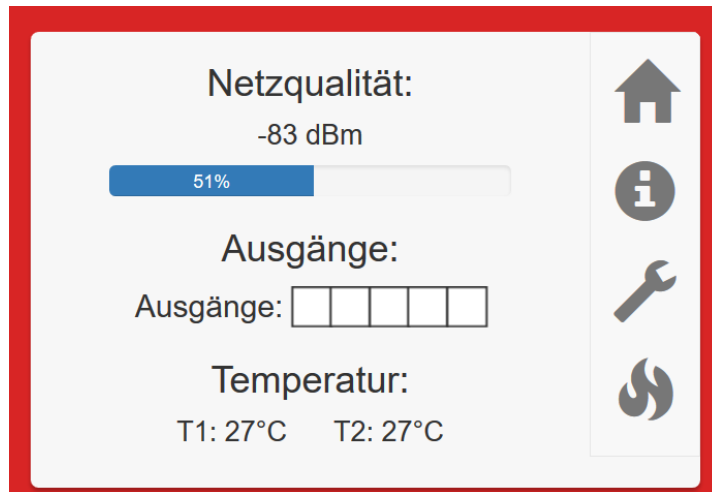 Netzqualität:
-83 dBm
51%
Ausgänge:
Ausgänge:
Temperatur:
T1: 27°C T2: 27°C